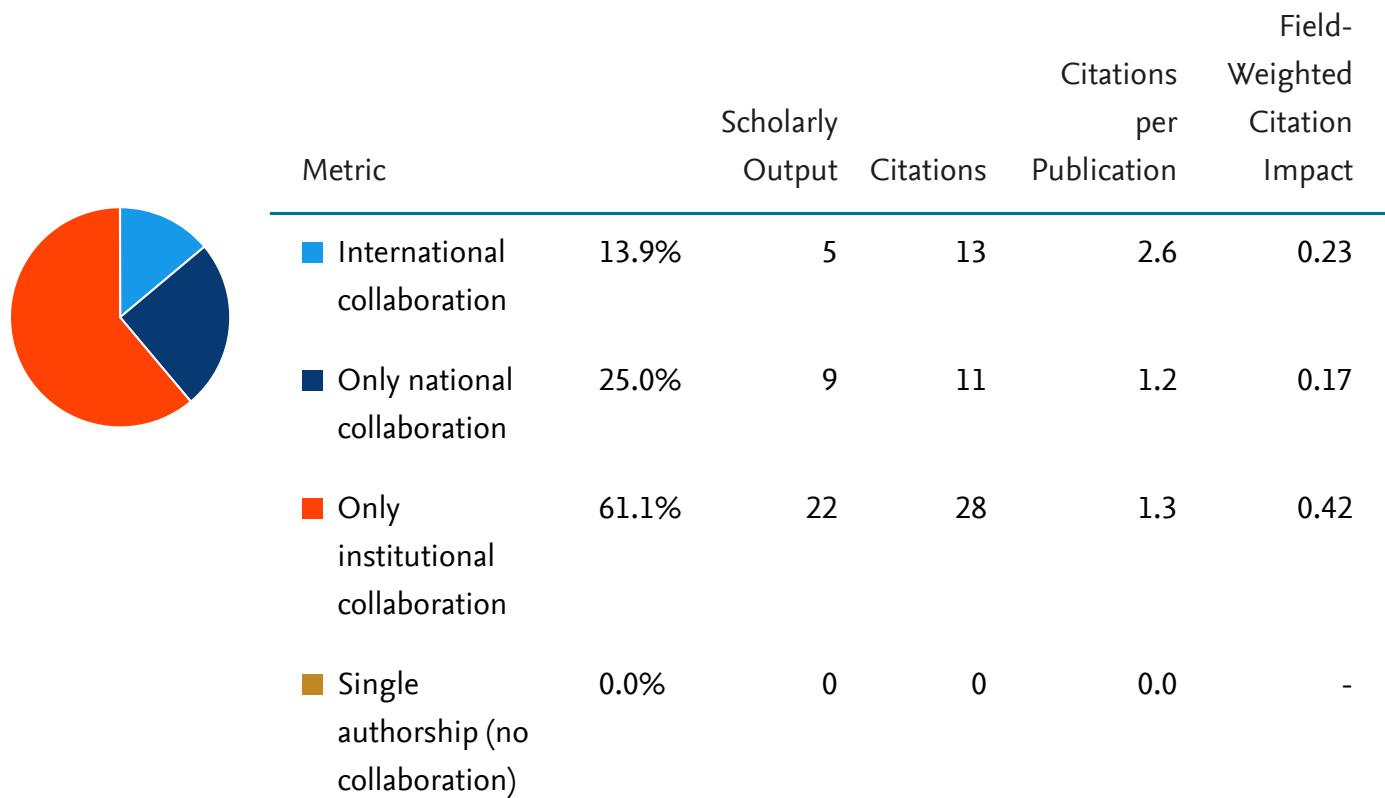 Field-
Citations Weighted
Scholarly per Citation
Metric Output Citations Publication Impact
International 13.9% 5 13 2.6 0.23
collaboration
Only national 25.0% 9 11 1.2 0.17
collaboration
Only 61.1% 22 28 1.3 0.42
institutional
collaboration
Single 0.0% 0 0 0.0 -
authorship (no
collaboration)